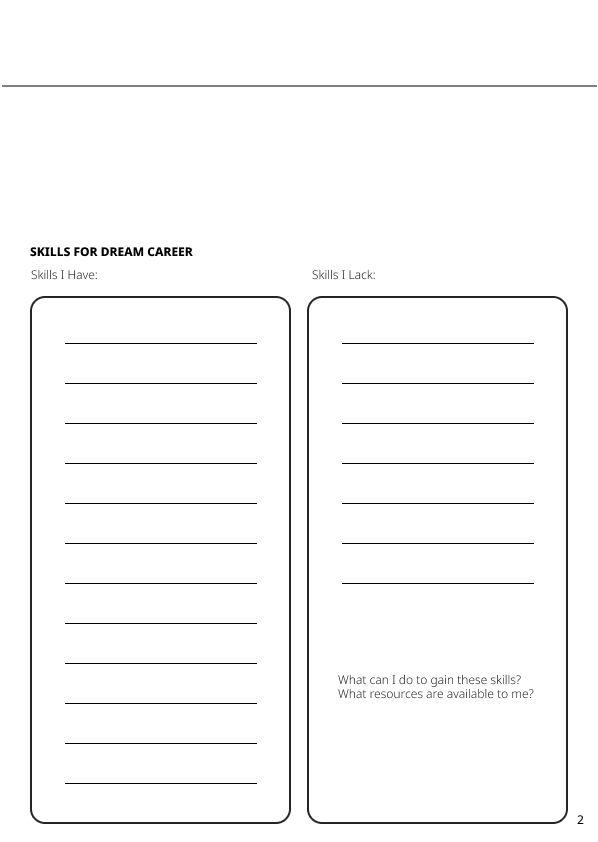 SKILLS FOR DREAM CAREER
Skills I Have:
Skills I Lack:
What can I do to gain these skills?
What resources are available to me?
2